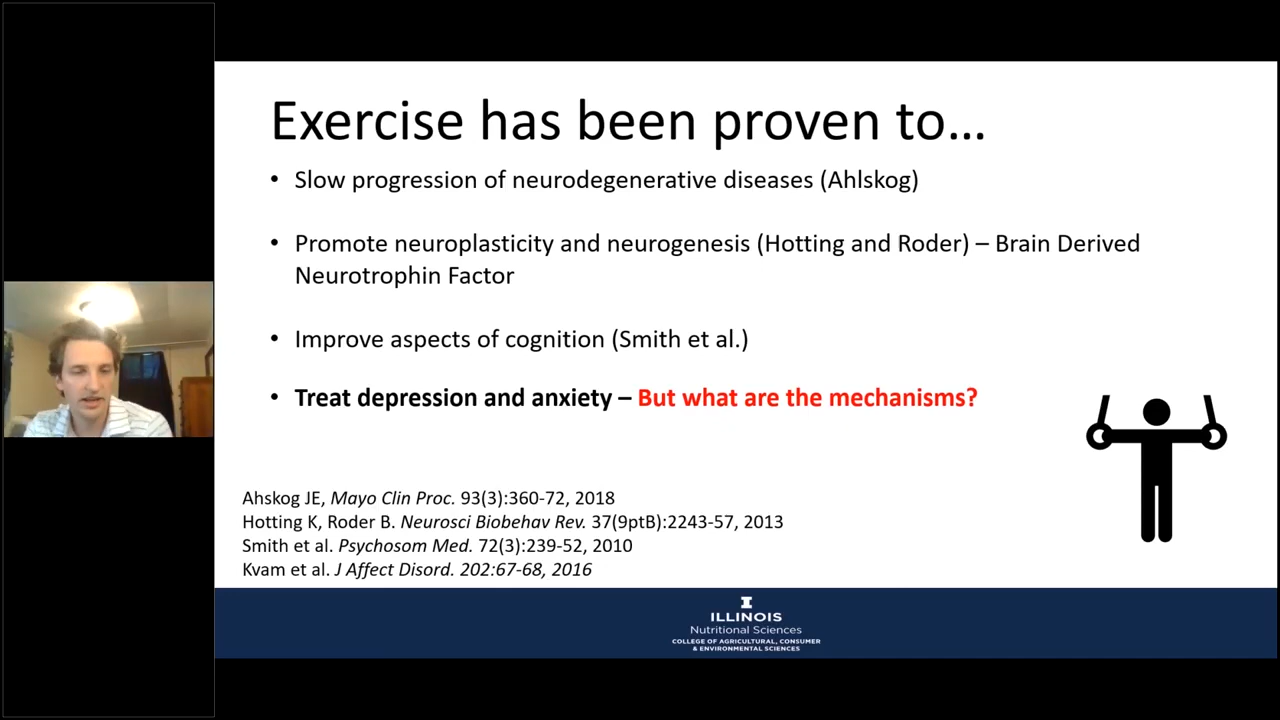 Exercise has been proven to…
• Slow progression of neurodegenerative diseases (Ahlskog)
• Promote neuroplasticity and neurogenesis (Hotting and Roder) – Brain Derived
Neurotrophin Factor
• Improve aspects of cognition (Smith et al.)
• Treat depression and anxiety – But what are the mechanisms?
Ahskog JE, Mayo Clin Proc. 93(3):360-72, 2018
Hotting K, Roder B. Neurosci Biobehav Rev. 37(9ptB):2243-57, 2013
Smith et al. Psychosom Med. 72(3):239-52, 2010
Kvam et al. J Affect Disord. 202:67-68, 2016
I
ILLINOIS
Nutritional Sciences
COLLEGE OF AGRICULTURAL, CONSUMER
& ENVIRONMENTAL SCIENCES